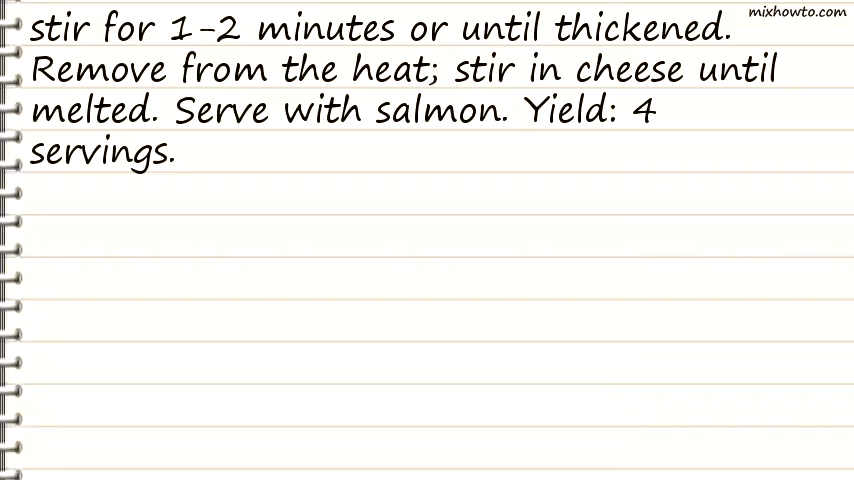 mixhowto.com
stir for 1-2 minutes or until thickened.
Remove from the heat; stir in cheese until
melted. Serve with salmon. Yield: 4
servings.